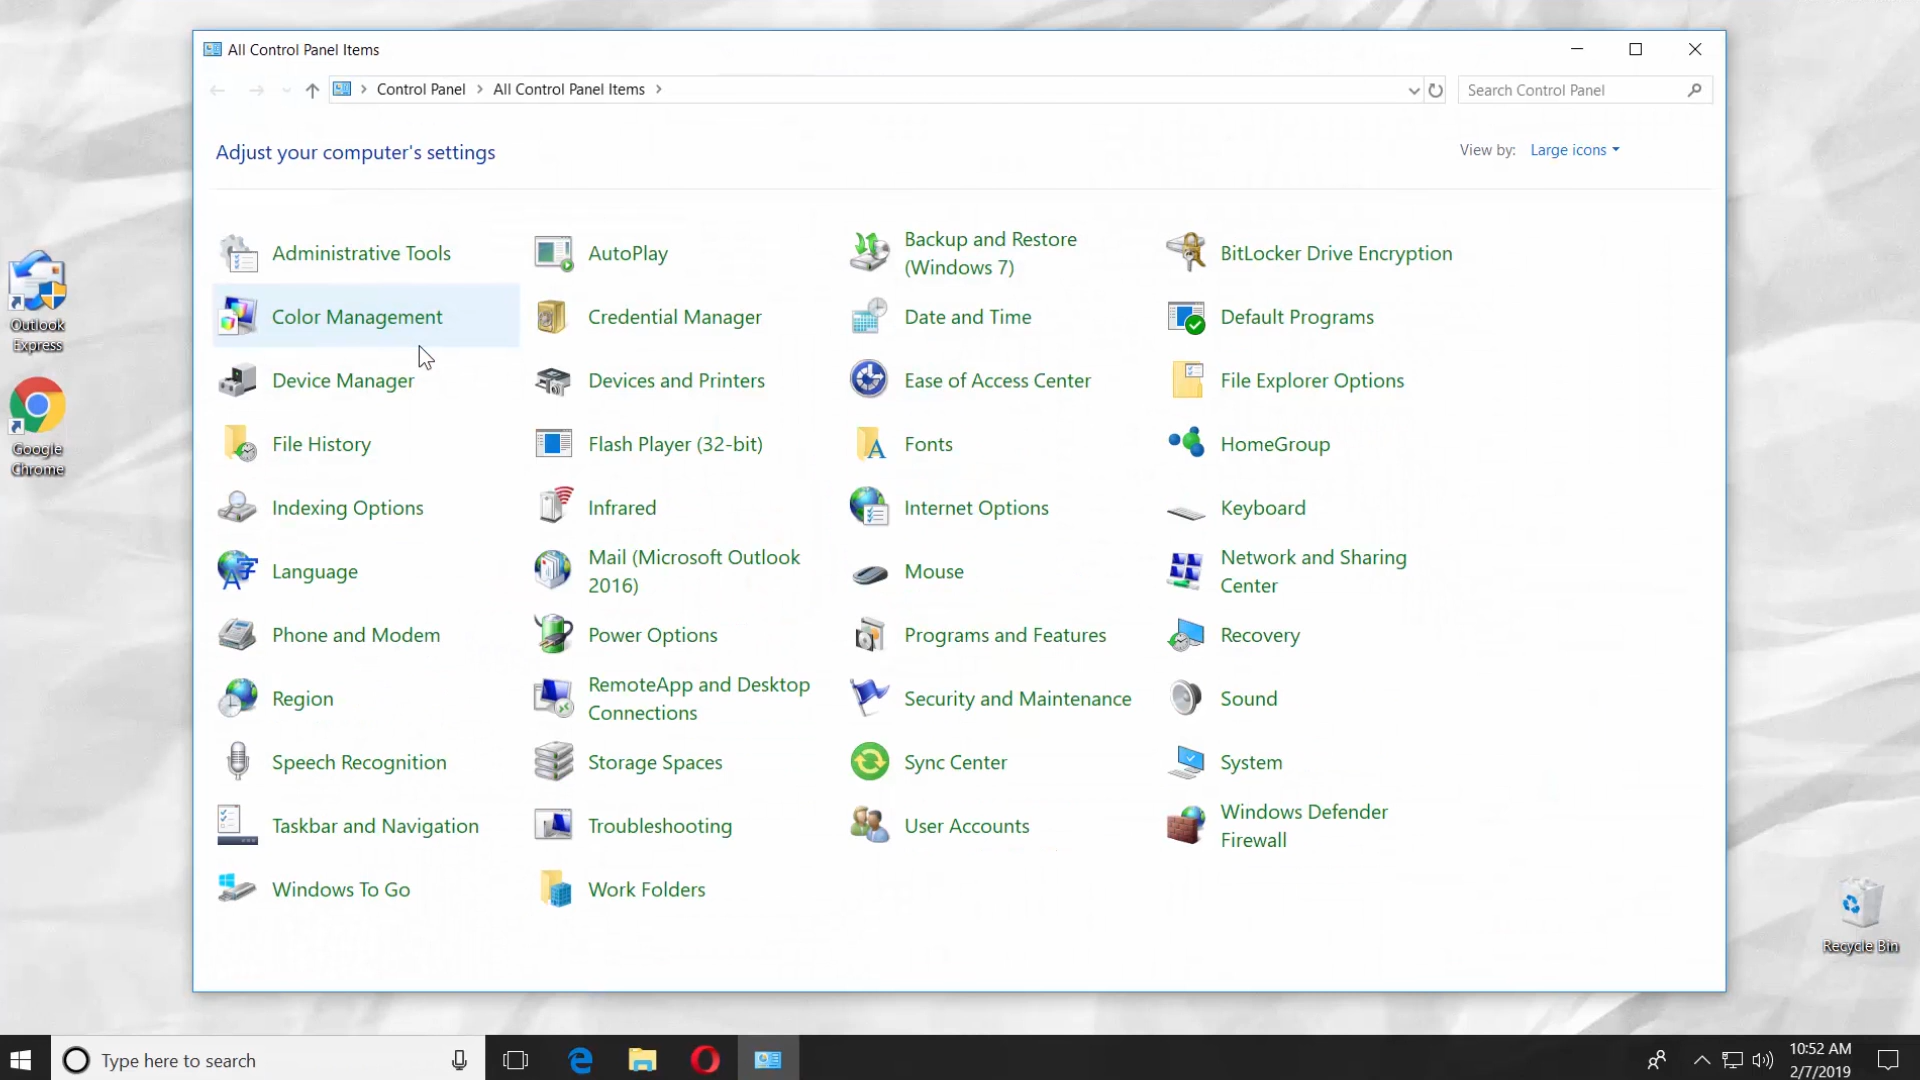 All Control Panel Items
Control Panel
All Control Panel Items
Search Control Panel
Adjust your computer's settings
View by:
Large icons
Administrative Tools
AutoPlay
Backup and Restore
(Windows 7)
BitLocker Drive Encryption
Color Management
Credential Manager
Date and Time
Default Programs
Device Manager
Devices and Printers
Ease of Access Center
File Explorer Options
File History
Flash Player (32-bit)
Fonts
HomeGroup
Indexing Options
Infrared
Internet Options
Keyboard
Language
Mail (Microsoft Outlook
2016)
Mouse
Network and Sharing
Center
Phone and Modem
Power Options
Programs and Features
Recovery
Region
RemoteApp and Desktop
Connections
Security and Maintenance
Sound
Speech Recognition
Storage Spaces
Sync Center
System
Taskbar and Navigation
Troubleshooting
User Accounts
Windows Defender
Firewall
Windows To Go
Work Folders
Outlook
Express
Google
Chrome
Recycle Bin
Type here to search
10:52 AM
2/7/2019